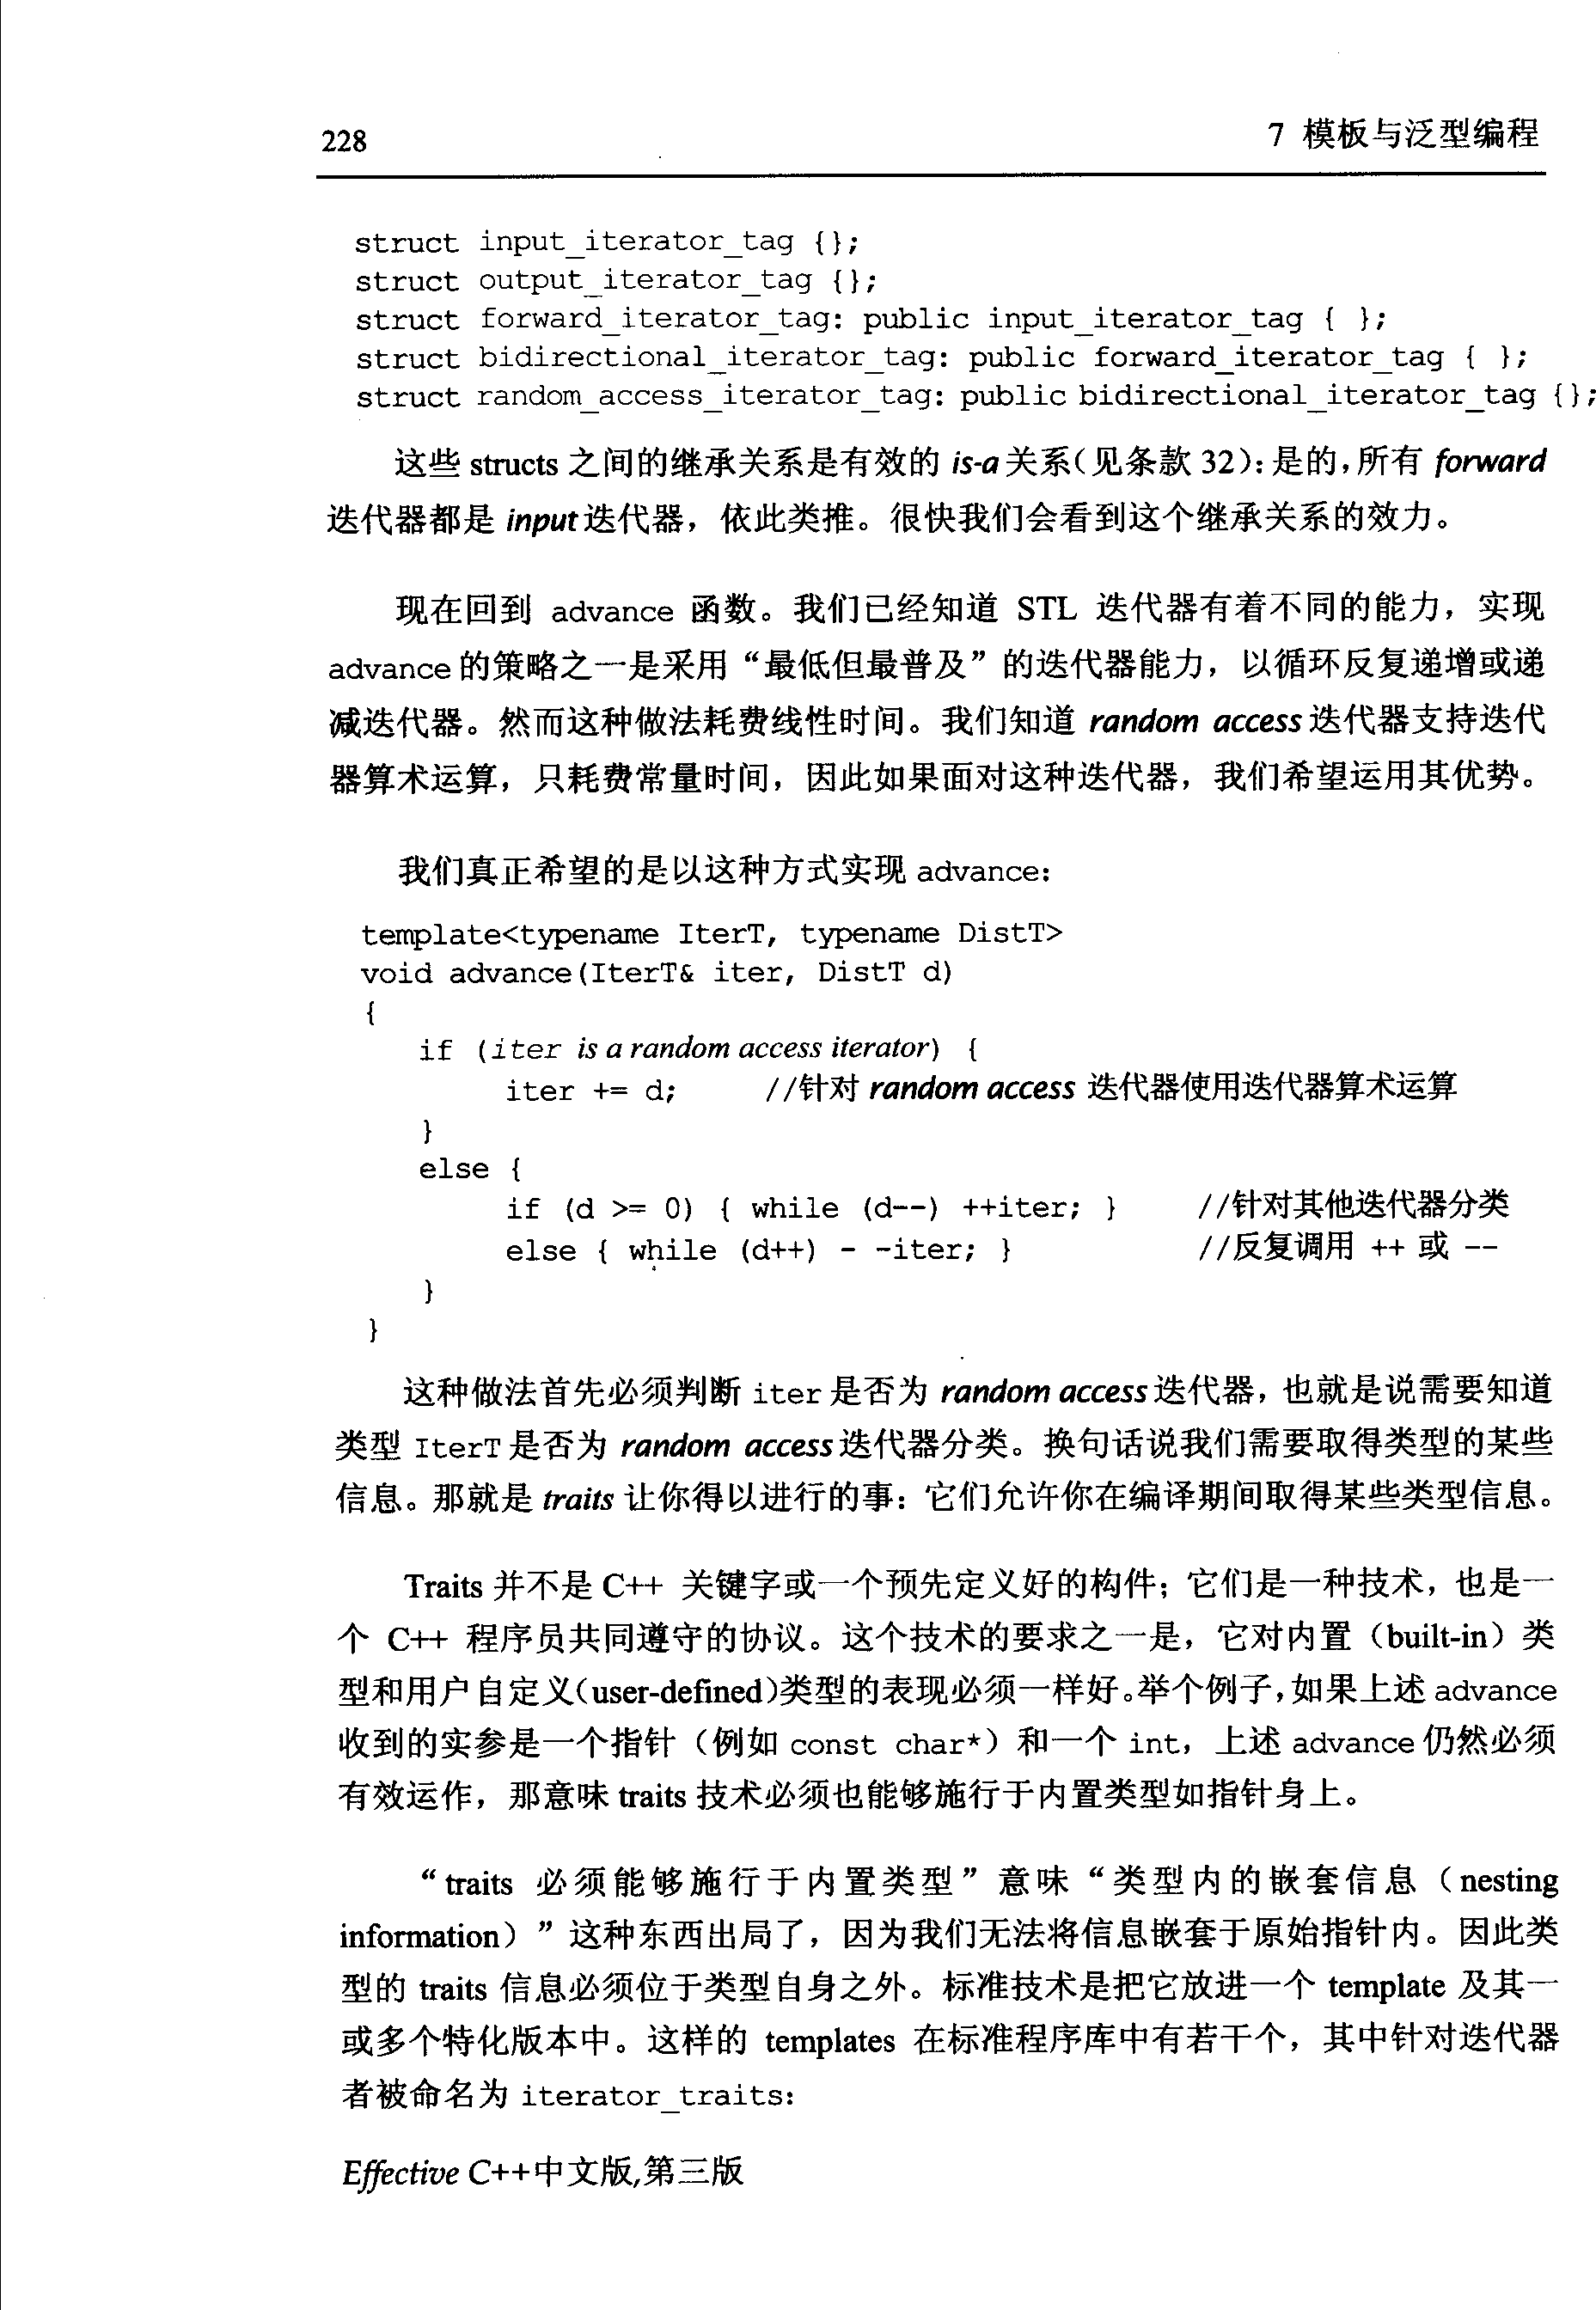 228
7 模板与泛型编程
struct input_iterator_tag {};
struct output_iterator_tag {};
struct forward_iterator_tag: public input_iterator_tag { };
struct bidirectional_iterator_tag: public forward_iterator_tag { };
struct random_access_iterator_tag: public bidirectional_iterator_tag {};
这些 structs 之间的继承关系是有效的 is-a 关系(见条款 32):是的,所有 forward
迭代器都是 input 迭代器，依此类推。很快我们会看到这个继承关系的效力。
现在回到 advance 函数。我们已经知道 STL 迭代器有着不同的能力，实现
advance 的策略之一是采用“最低但最普及”的迭代器能力，以循环反复递增或递
减迭代器。然而这种做法耗费线性时间。我们知道 random access 迭代器支持迭代
器算术运算，只耗费常量时间，因此如果面对这种迭代器，我们希望运用其优势。
我们真正希望的是以这种方式实现 advance:
template<typename IterT, typename DistT>
void advance(IterT& iter, DistT d)
{
if (iter is a random access iterator) {
iter += d; //针对 random access 迭代器使用迭代器算术运算
}
else {
if (d >= 0) { while (d--) ++iter; } //针对其他迭代器分类
else { while (d++) - -iter; } //反复调用 ++ 或 --
}
}
这种做法首先必须判断 iter 是否为 random access 迭代器，也就是说需要知道
类型 IterT 是否为 random access 迭代器分类。换句话说我们需要取得类型的某些
信息。那就是 traits 让你得以进行的事：它们允许你在编译期间取得某些类型信息。
Traits 并不是 C++ 关键字或一个预先定义好的构件；它们是一种技术，也是一
个 C++ 程序员共同遵守的协议。这个技术的要求之一是，它对内置（built-in）类
型和用户自定义(user-defined)类型的表现必须一样好。举个例子,如果上述 advance
收到的实参是一个指针（例如 const char*）和一个 int，上述 advance 仍然必须
有效运作，那意味 traits 技术必须也能够施行于内置类型如指针身上。
“traits 必须能够施行于内置类型”意味“类型内的嵌套信息（nesting
information）”这种东西出局了，因为我们无法将信息嵌套于原始指针内。因此类
型的 traits 信息必须位于类型自身之外。标准技术是把它放进一个 template 及其一
或多个特化版本中。这样的 templates 在标准程序库中有若干个，其中针对迭代器
者被命名为 iterator_traits:
Effective C++中文版,第三版